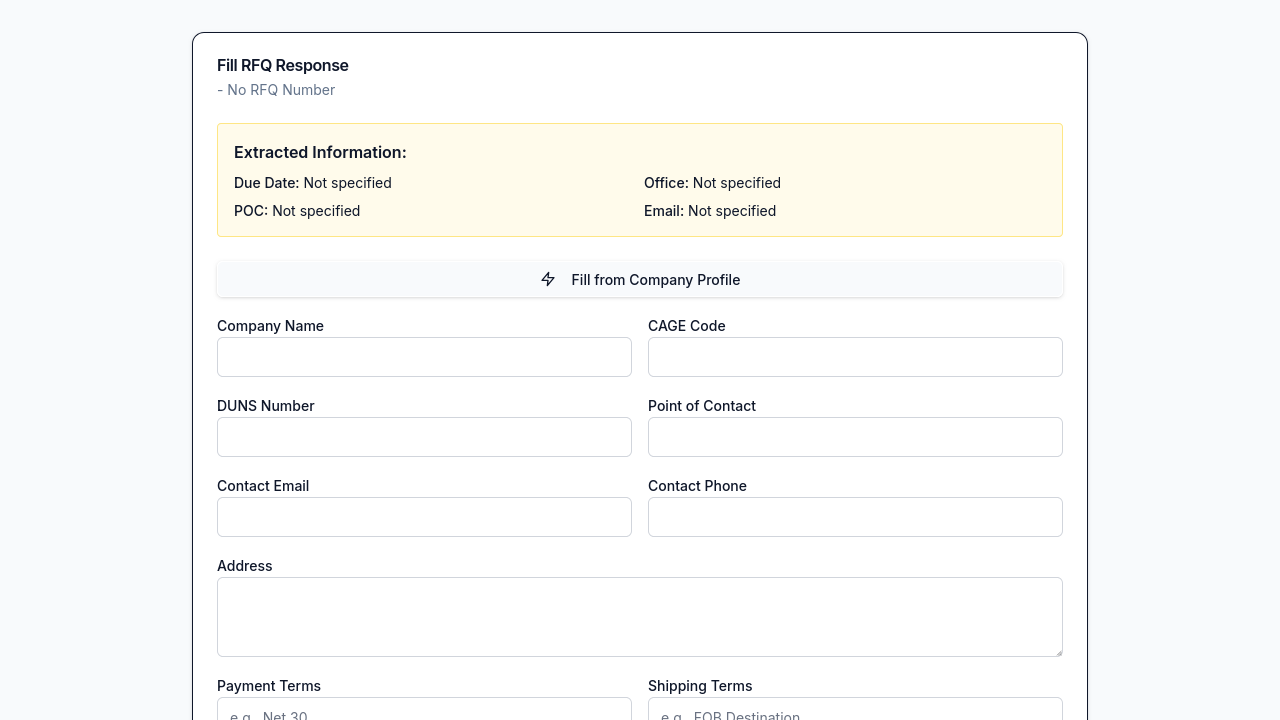 Fill RFQ Response
- No RFQ Number
Extracted Information:
Due Date: Not specified
Office: Not specified
POC: Not specified
Email: Not specified
Fill from Company Profile
Company Name
CAGE Code
DUNS Number
Point of Contact
Contact Email
Contact Phone
Address
Payment Terms
Shipping Terms
e.g., Net 30
e.g., FOB Destination